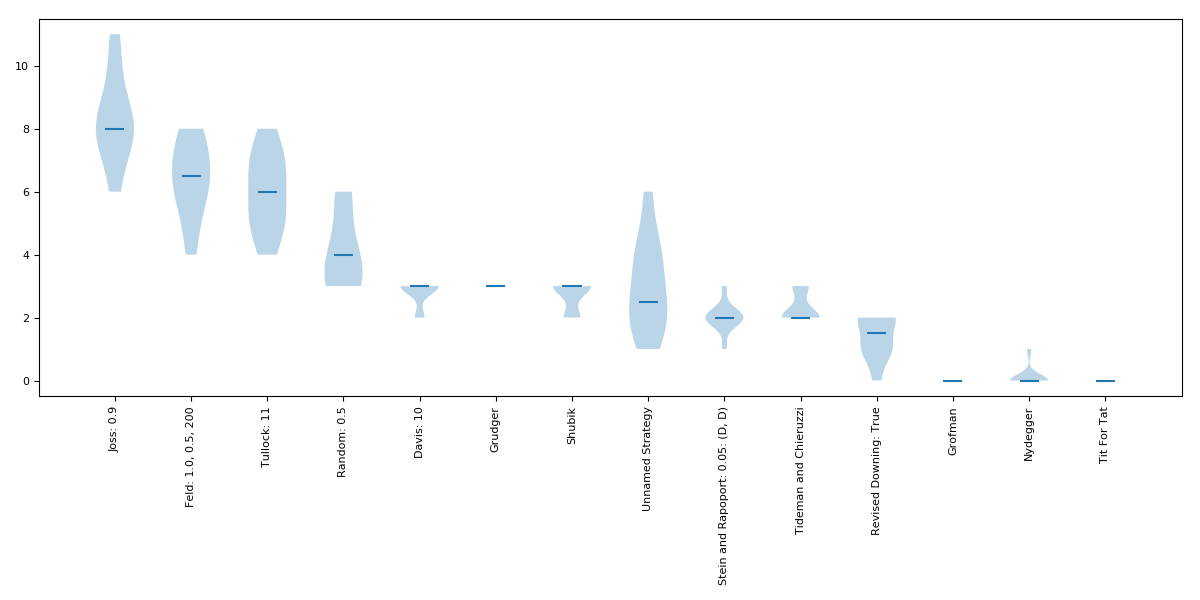 10
8
6
4
2
0
Joss: 0.9
Feld: 1.0, 0.5, 200
Tullock: 11
Random: 0.5
Davis: 10
Grudger
Shubik
Unnamed Strategy
Stein and Rapoport: 0.05: (D, D)
Tideman and Chieruzzi
Revised Downing: True
Grofman
Nydegger
Tit For Tat